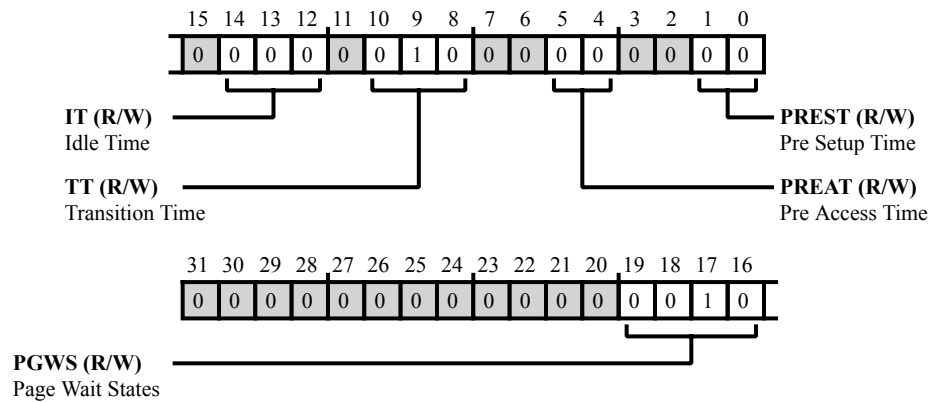 15 14 13 12 11 10 9 8 7 6 5 4 3 2 1 0
0 0 0 0 0 0 1 0 0 0 0 0 0 0 0 0
IT (R/W)
Idle Time
PREST (R/W)
Pre Setup Time
TT (R/W)
Transition Time
PREAT (R/W)
Pre Access Time
31 30 29 28 27 26 25 24 23 22 21 20 19 18 17 16
0 0 0 0 0 0 0 0 0 0 0 0 0 0 1 0
PGWS (R/W)
Page Wait States